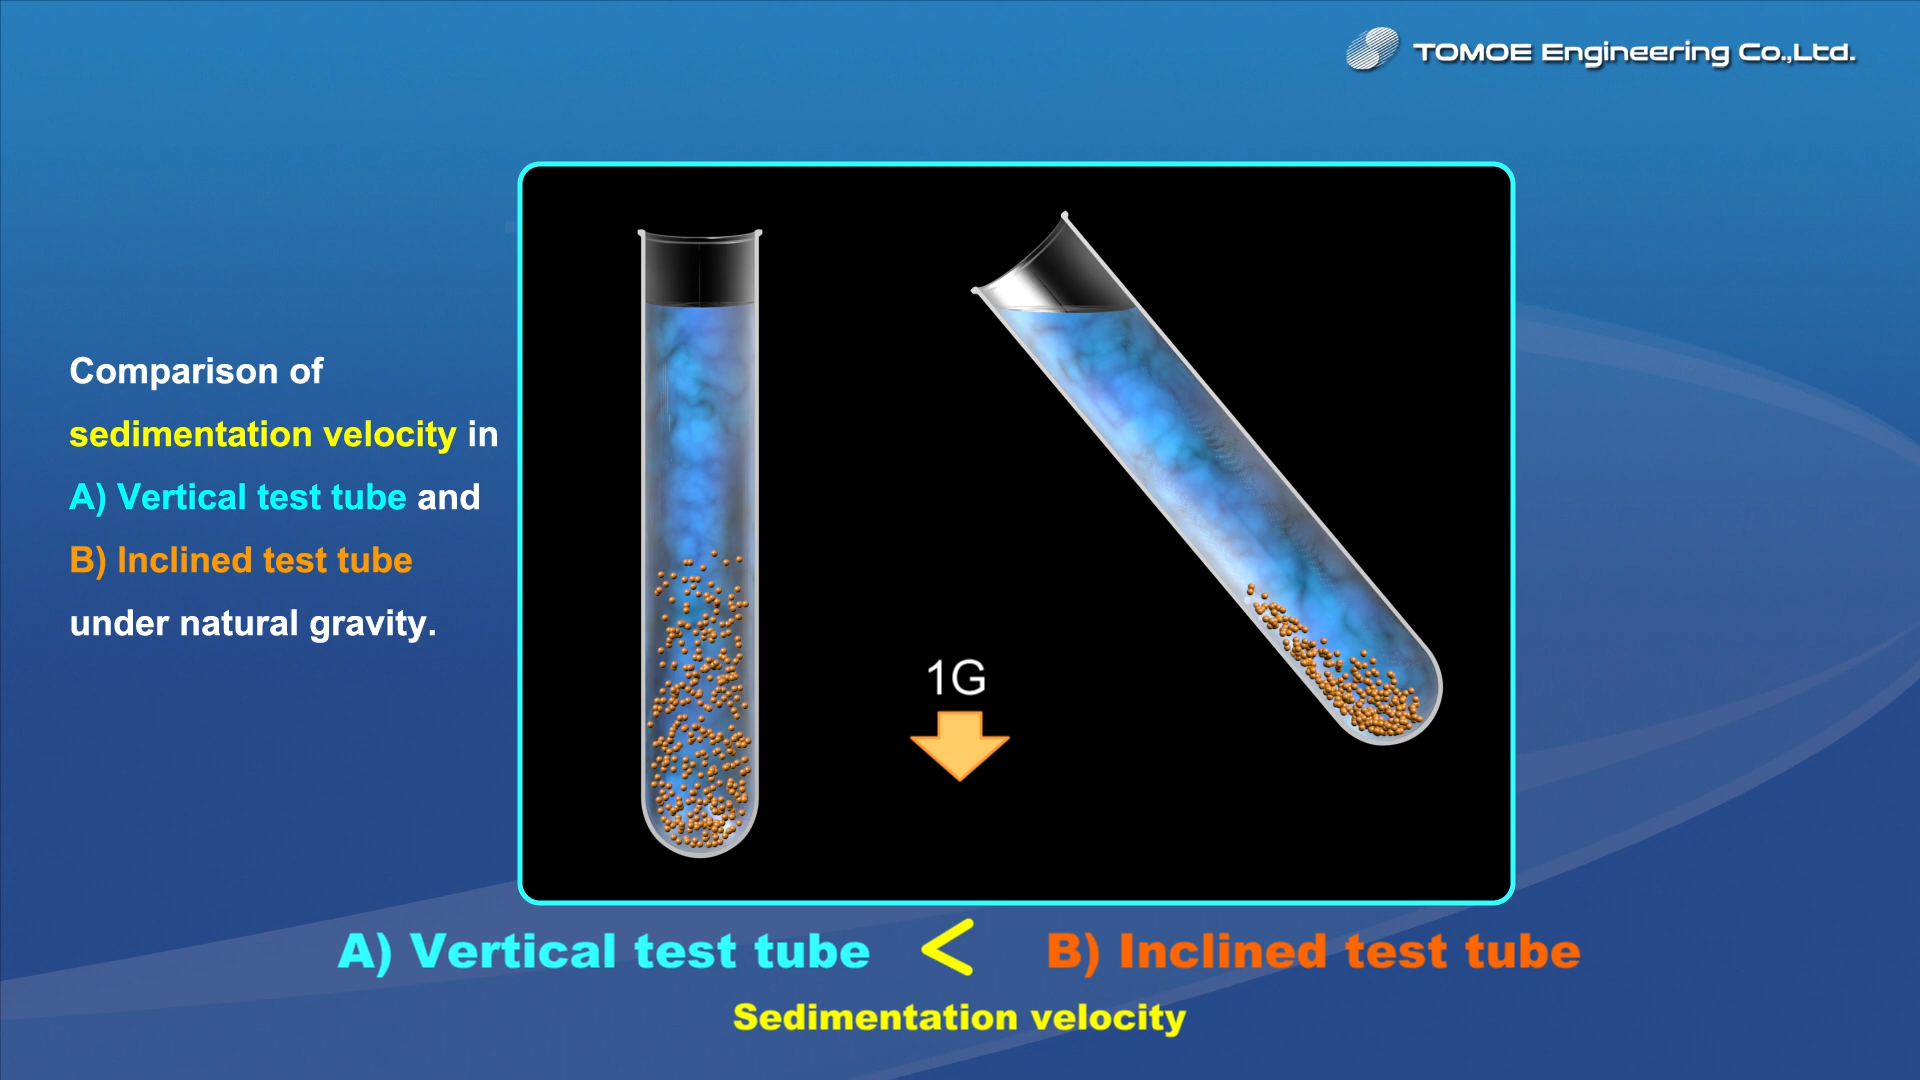 TOMOE Engineering Co.,Ltd.
Comparison of
sedimentation velocity in
A) Vertical test tube and
B) Inclined test tube
under natural gravity.
1G
A) Vertical test tube < B) Inclined test tube
Sedimentation velocity